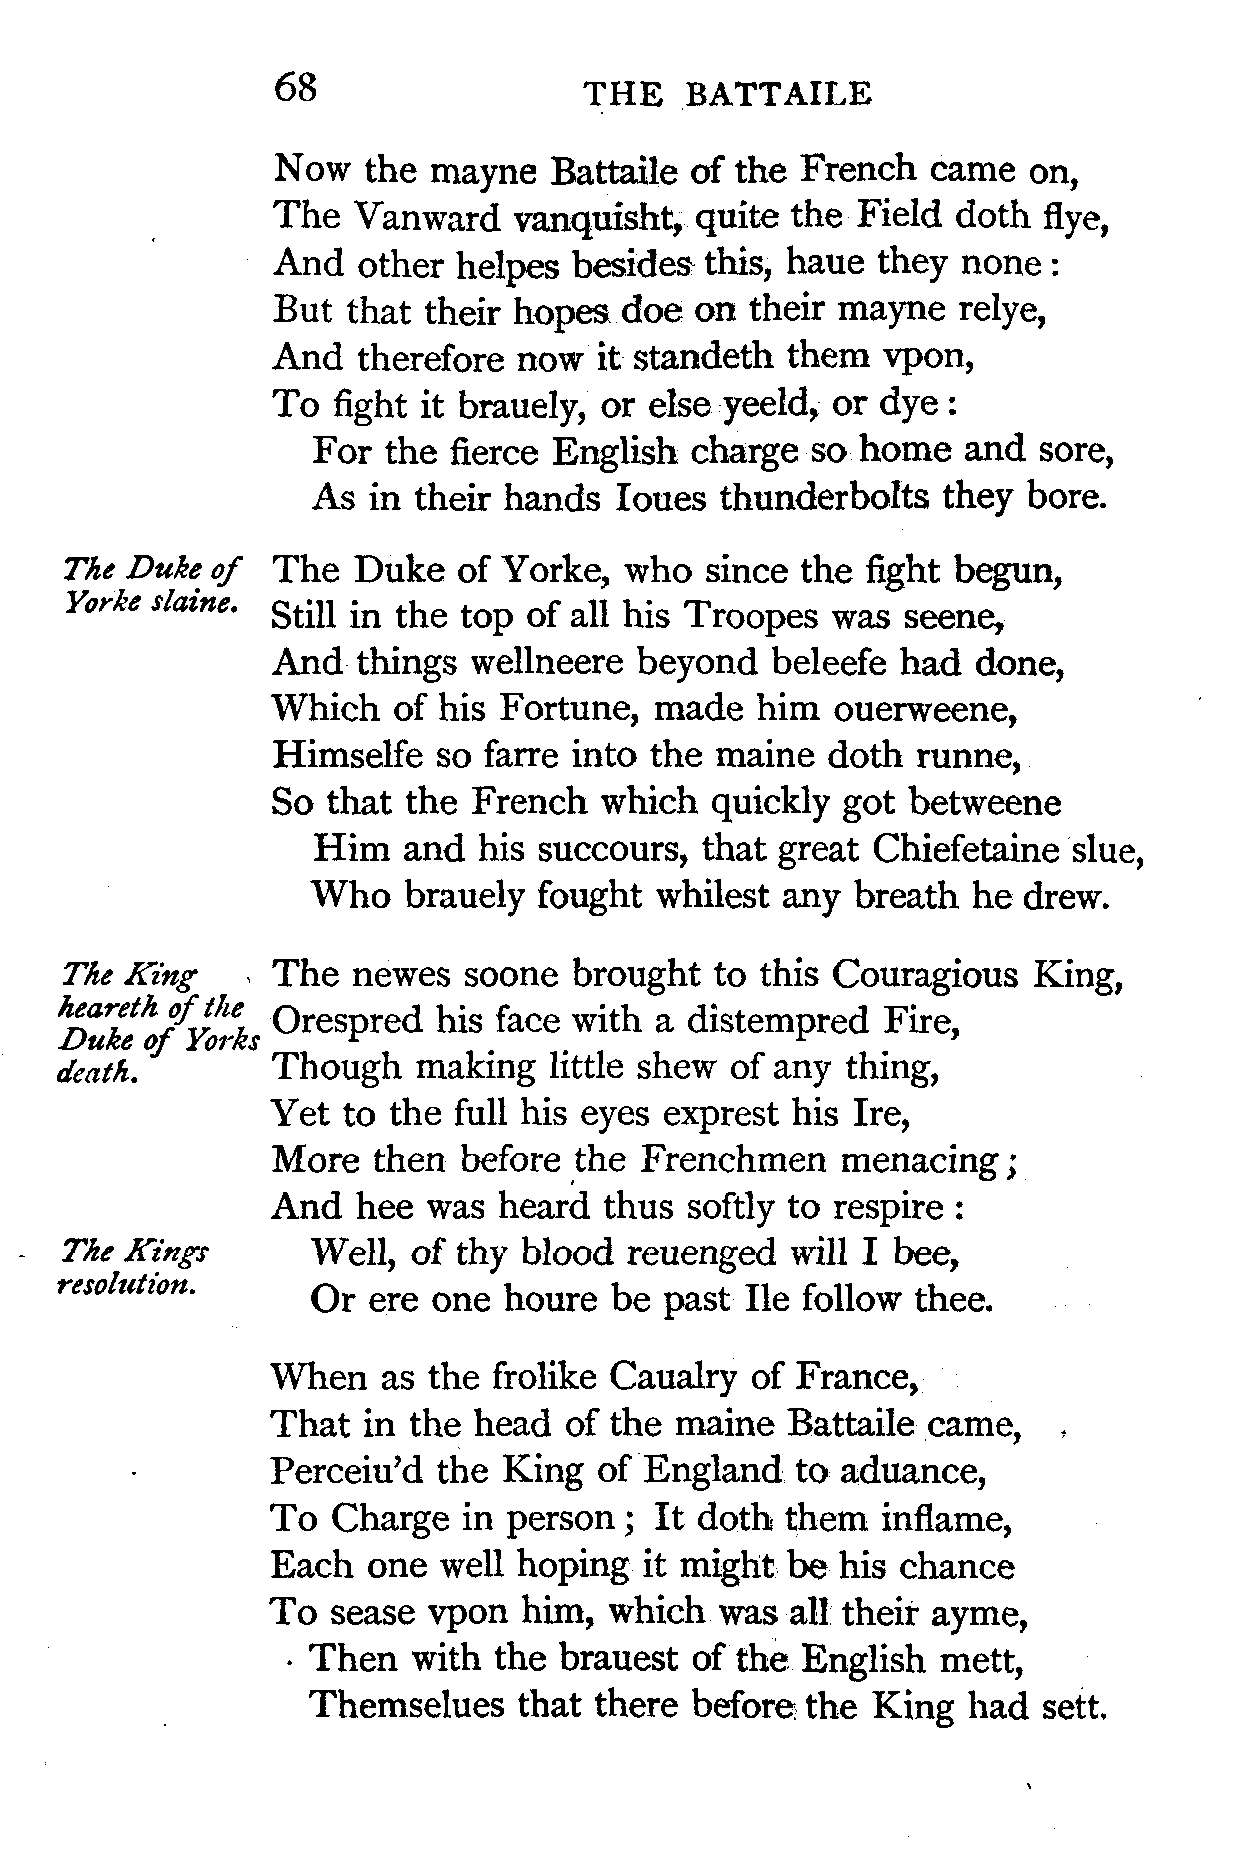 68 THE BATTAILE
Now the mayne Battaile of the French came on,
The Vanward vanquisht, quite the Field doth flye,
And other helpes besides this, haue they none :
But that their hopes doe on their mayne relye,
And therefore now it standeth them vpon,
To fight it brauely, or else yeeld, or dye :
For the fierce English charge so home and sore,
As in their hands Ioues thunderbolts they bore.
The Duke of
Yorke slaine.
The Duke of Yorke, who since the fight begun,
Still in the top of all his Troopes was seene,
And things wellneere beyond beleefe had done,
Which of his Fortune, made him ouerweene,
Himselfe so farre into the maine doth runne,
So that the French which quickly got betweene
Him and his succours, that great Chiefetaine slue,
Who brauely fought whilest any breath he drew.
The King
heareth of the
Duke of Yorks
death.
The newes soone brought to this Couragious King,
Orespred his face with a distempred Fire,
Though making little shew of any thing,
Yet to the full his eyes exprest his Ire,
More then before the Frenchmen menacing ;
And hee was heard thus softly to respire :
The Kings
resolution.
Well, of thy blood reuenged will I bee,
Or ere one houre be past Ile follow thee.
When as the frolike Caualry of France,
That in the head of the maine Battaile came,
Perceiu'd the King of England to aduance,
To Charge in person ; It doth them inflame,
Each one well hoping it might be his chance
To sease vpon him, which was all their ayme,
Then with the brauest of the English mett,
Themselues that there before the King had sett.